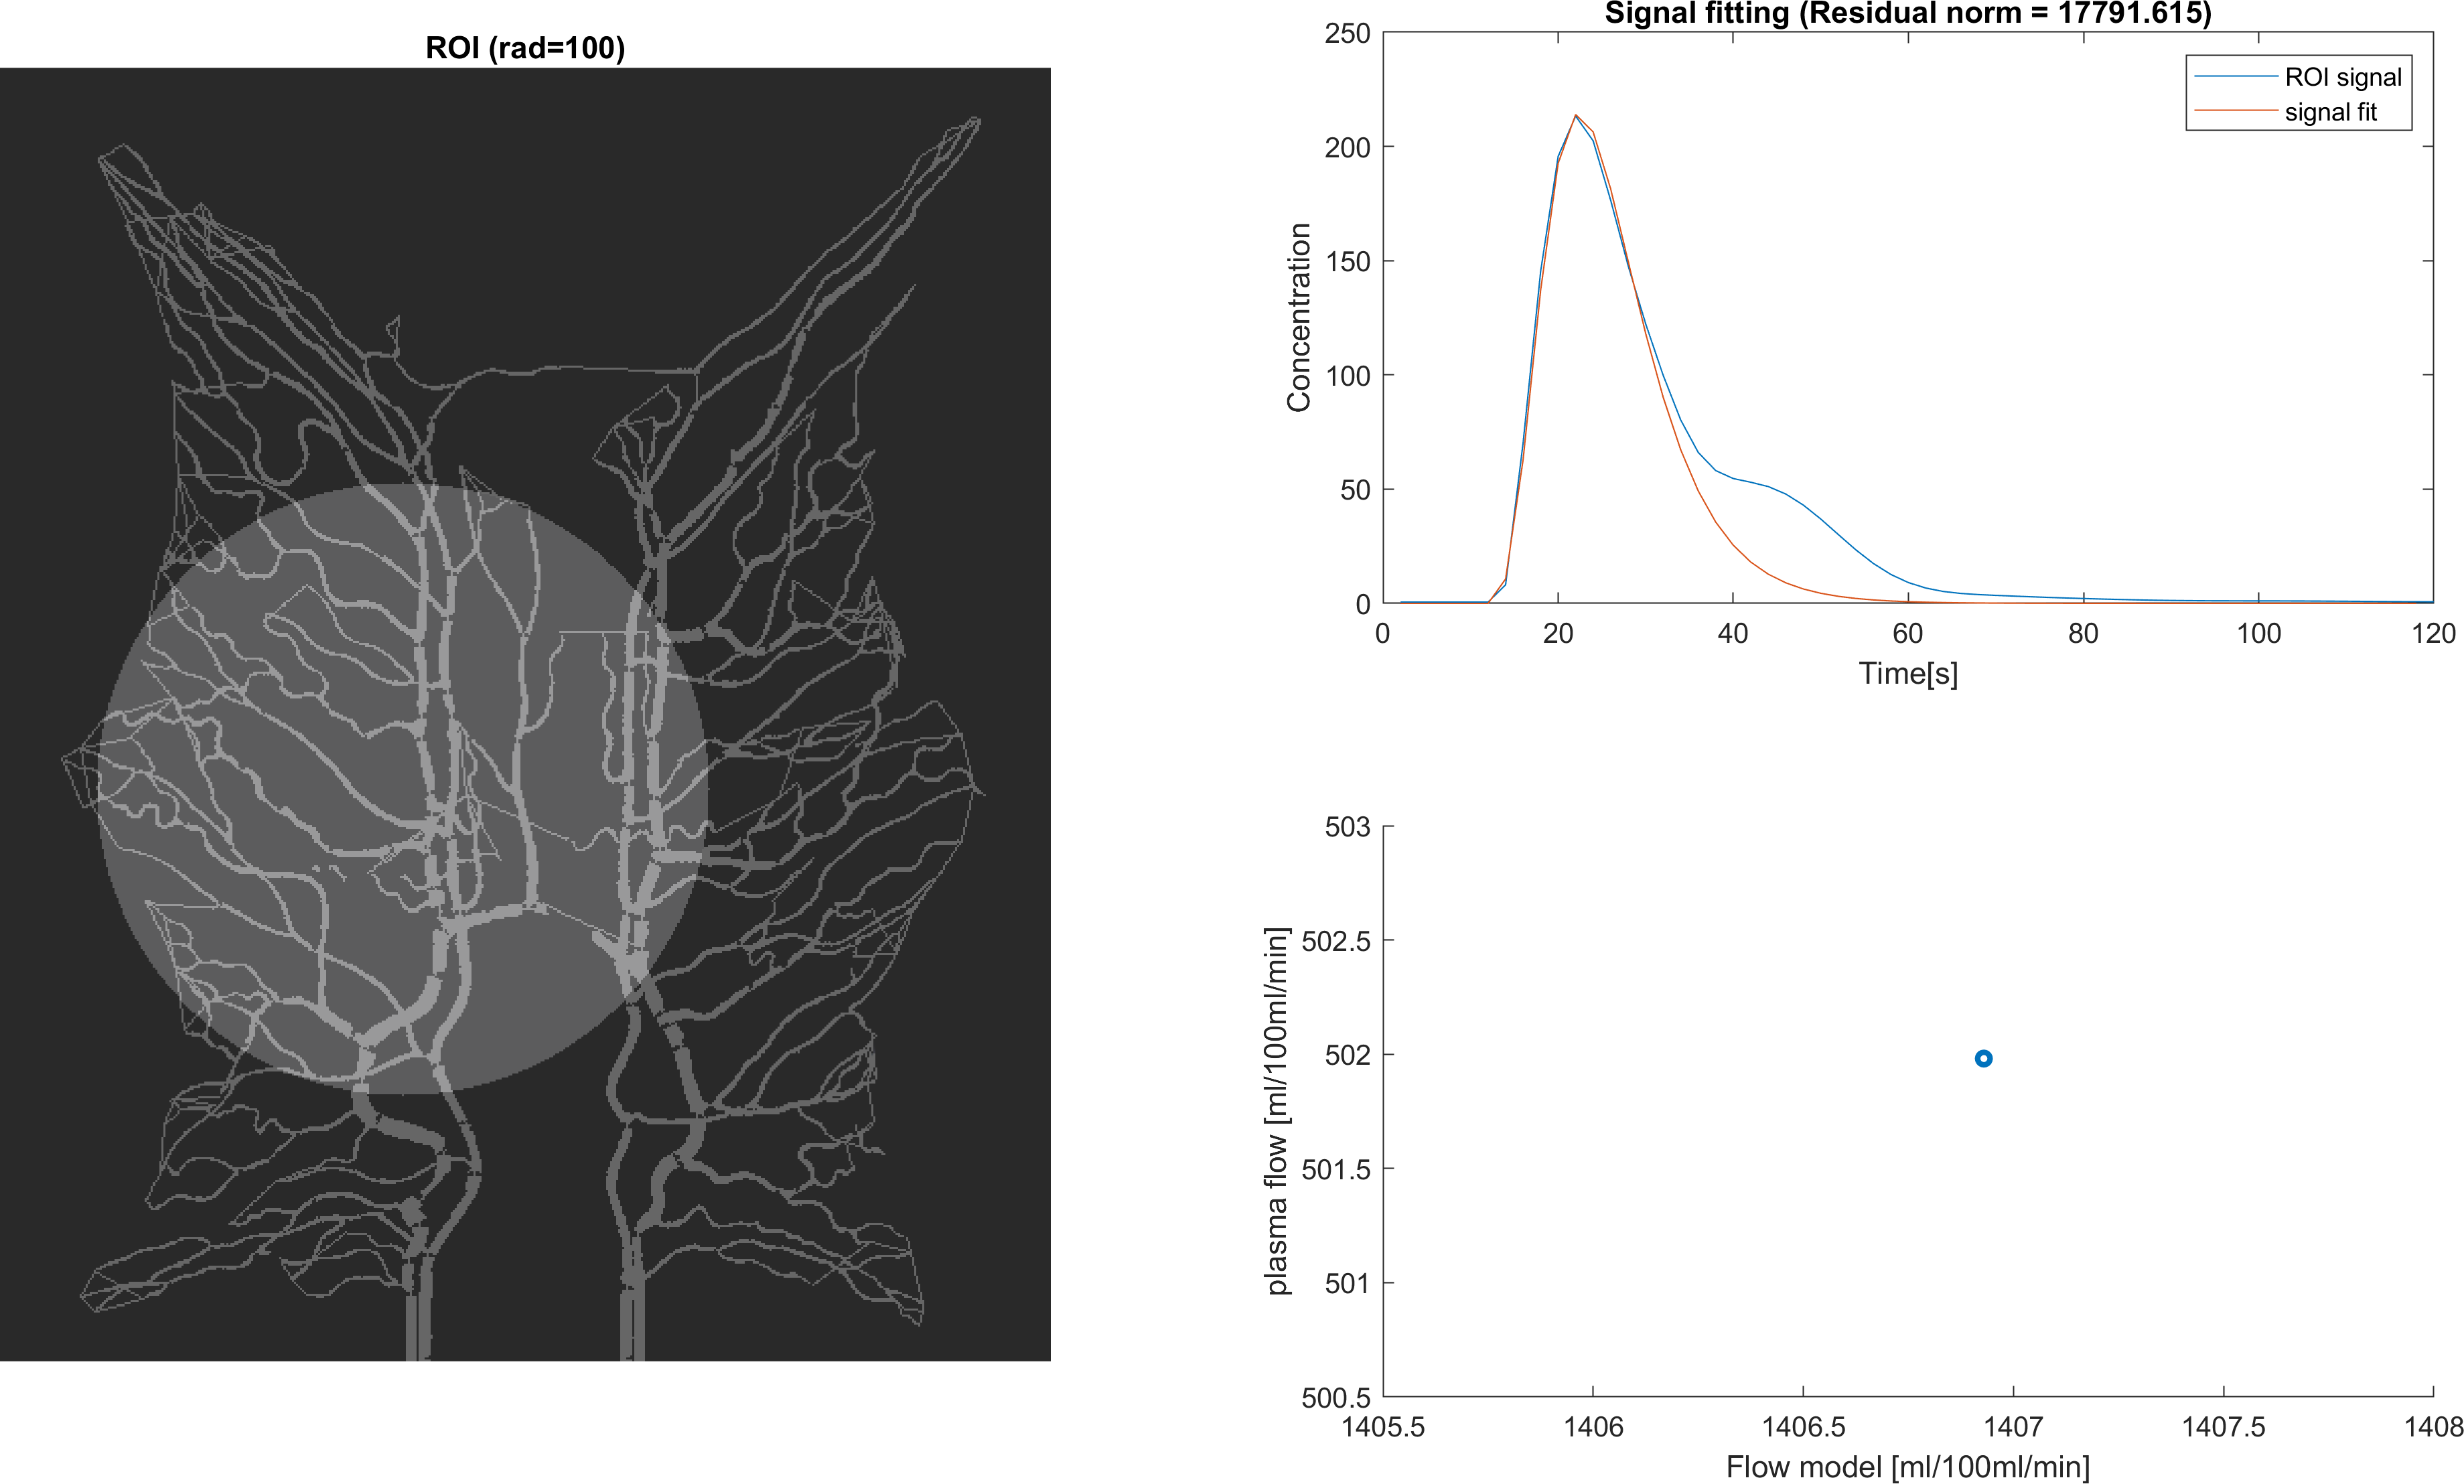 ROI (rad=100)
Signal fitting (Residual norm = 17791.615)
250
200
150
100
50
0
Concentration
ROI signal
signal fit
0 20 40 60 80 100 120
Time[s]
503
502.5
502
501.5
501
500.5
plasma flow [ml/100ml/min]
1405.5 1406 1406.5 1407 1407.5 1408
Flow model [ml/100ml/min]